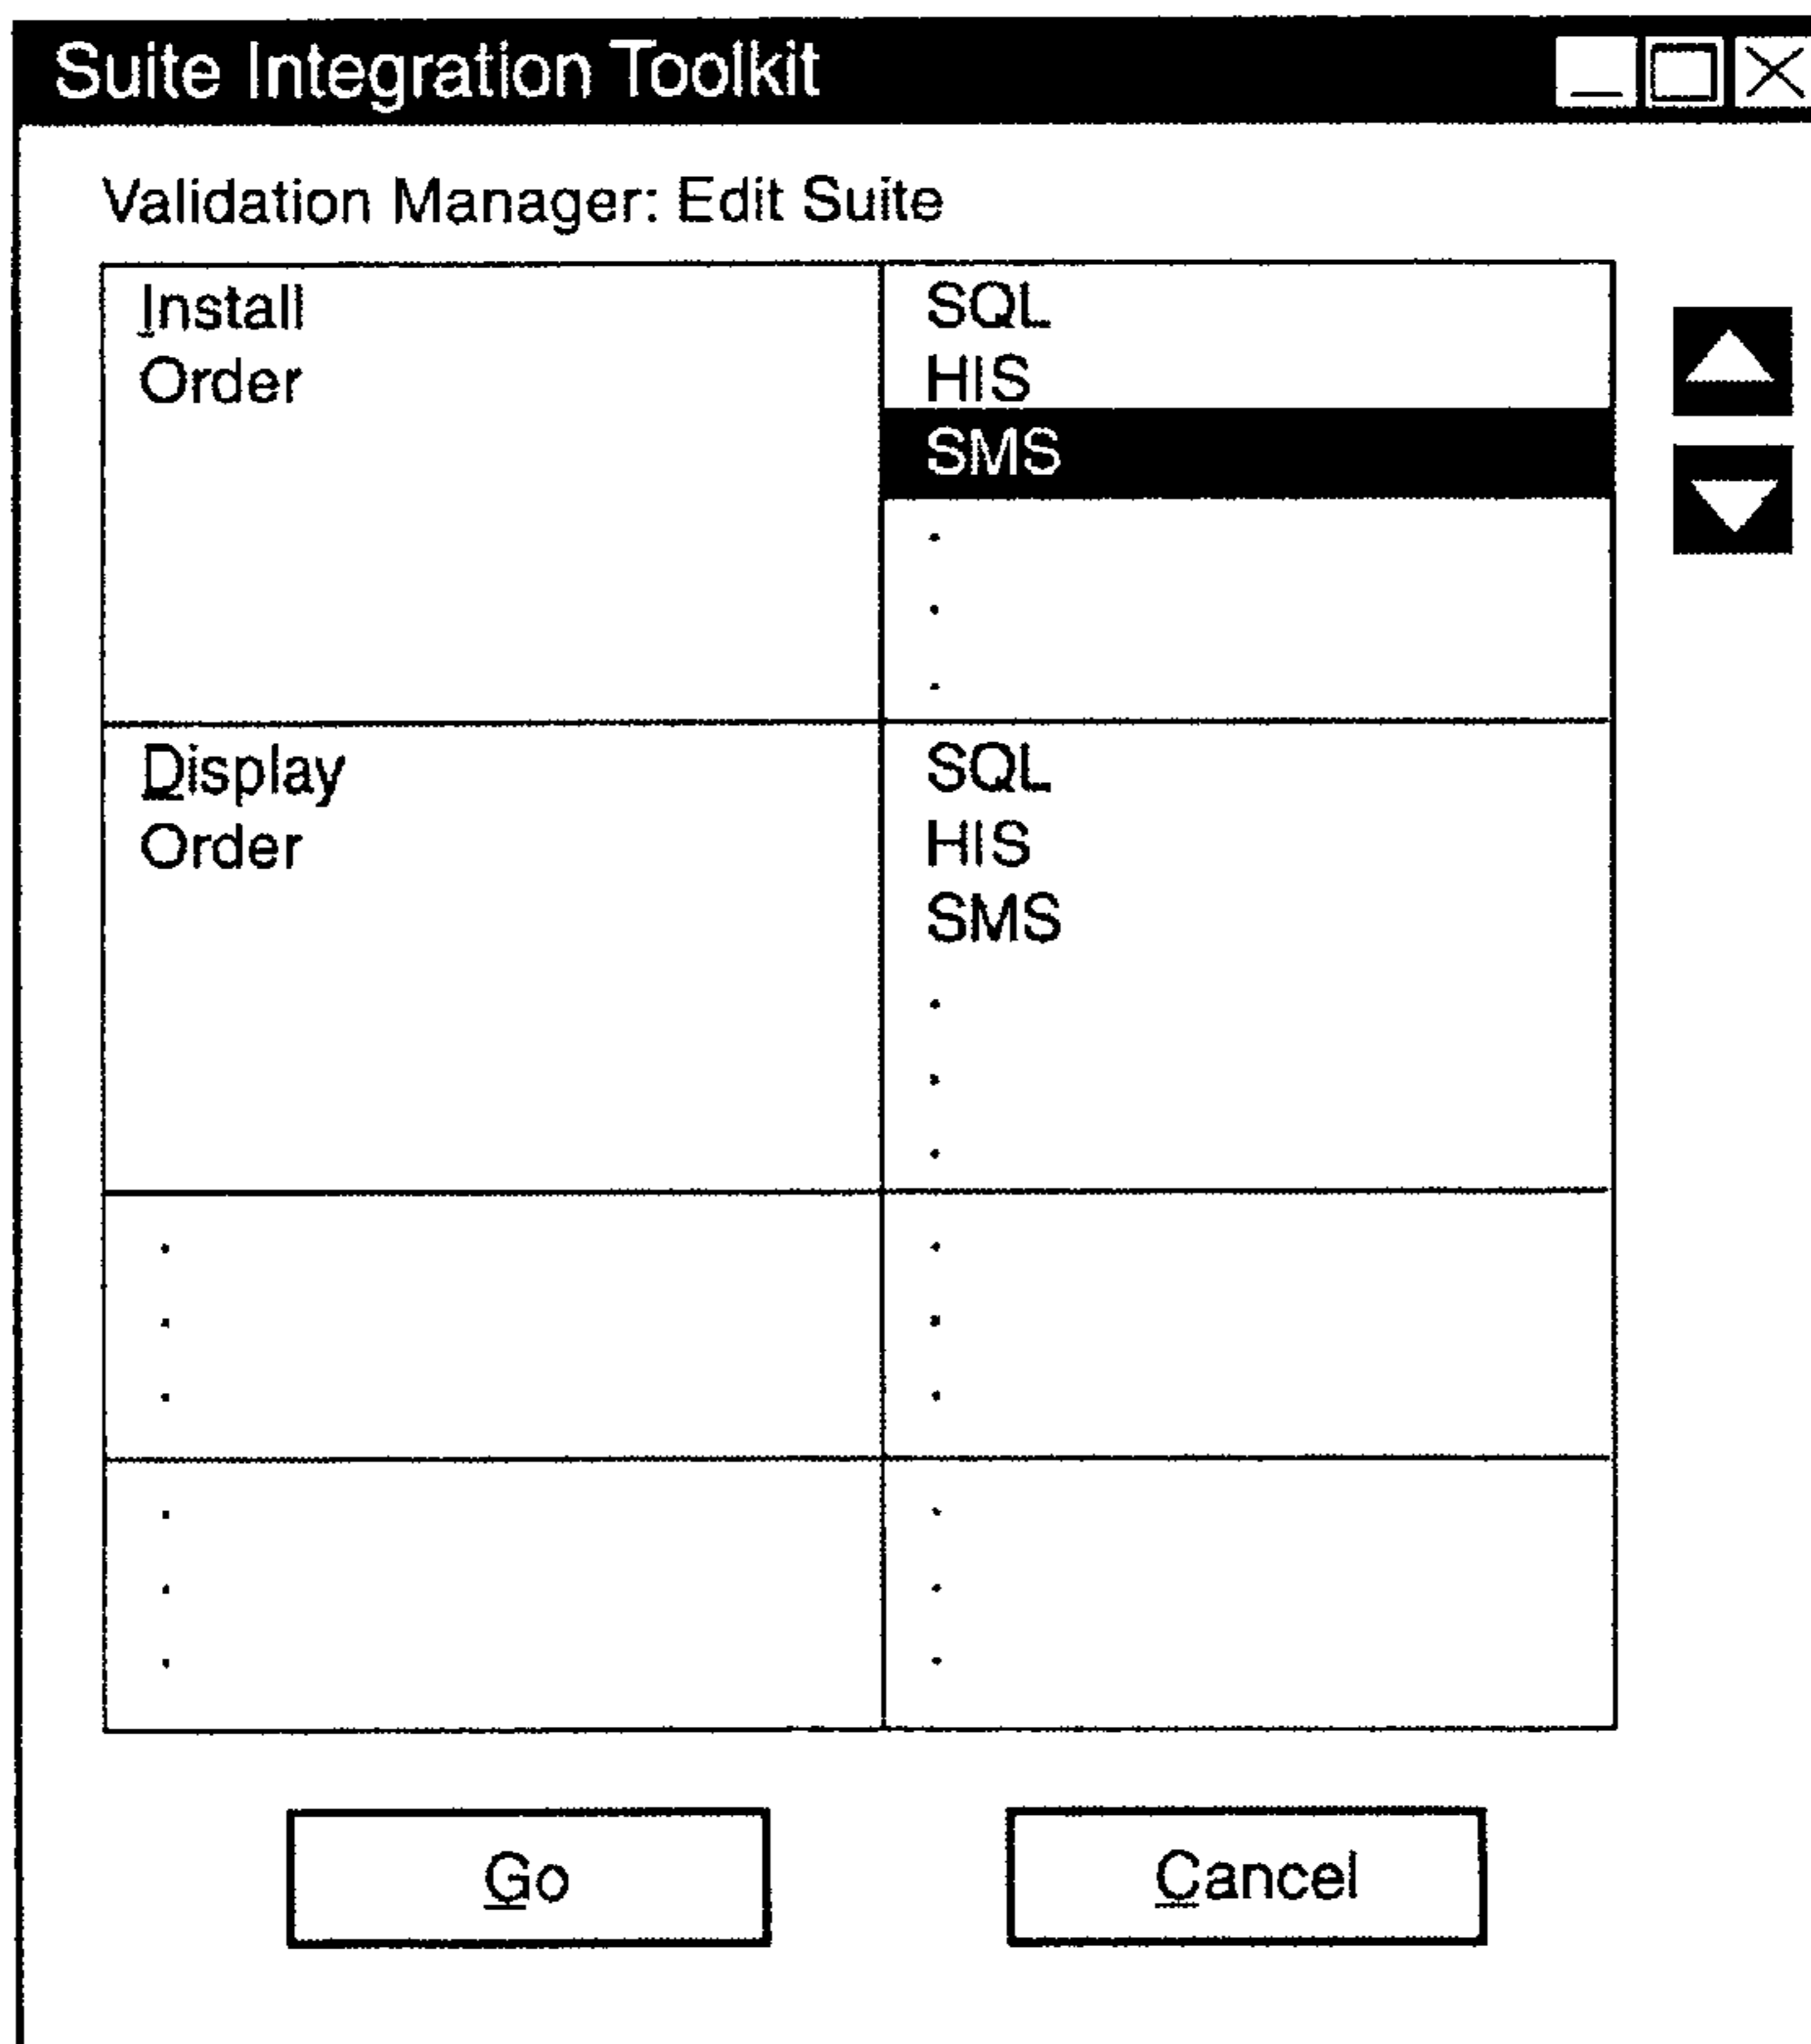 Suite Integration Toolkit
Validation Manager: Edit Suite
Install
Order
SQL
HIS
SMS
.
.
.
Display
Order
SQL
HIS
SMS
.
.
.
. .
. .
. .
. .
. .
. .
Go
Cancel